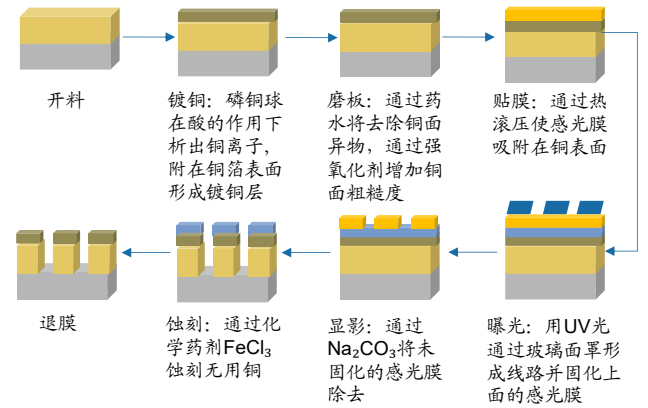 开料
镀铜：磷铜球
在酸的作用下
析出铜离子，
附在铜箔表面
形成镀铜层
磨板：通过药
水将去除铜面
异物，通过强
氧化剂增加铜
面粗糙度
贴膜：通过热
滚压使感光膜
吸附在铜表面
退膜
蚀刻：通过化
学药剂FeCl₃
蚀刻无用铜
显影：通过
Na₂CO₃将未
固化的感光膜
除去
曝光：用UV光
通过玻璃面罩形
成线路并固化上
面的感光膜